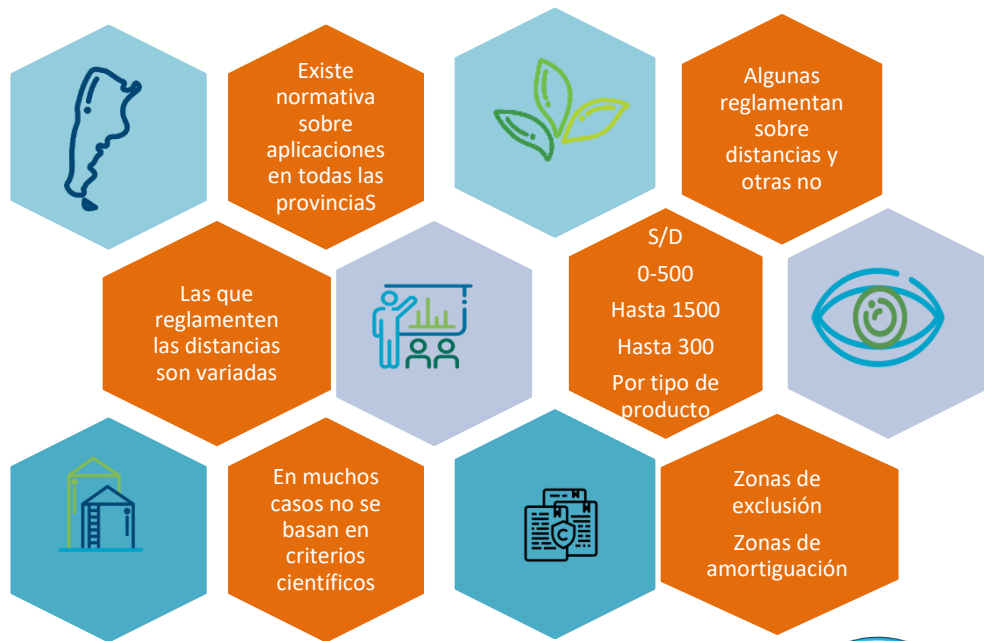 Existe
normativa
sobre
aplicaciones
en todas las
provinciaS
Algunas
reglamentan
sobre
distancias y
otras no
Las que
reglamenten
las distancias
son variadas
S/D
0-500
Hasta 1500
Hasta 300
Por tipo de
producto
En muchos
casos no se
basan en
criterios
científicos
C
Zonas de
exclusión
Zonas de
amortiguación